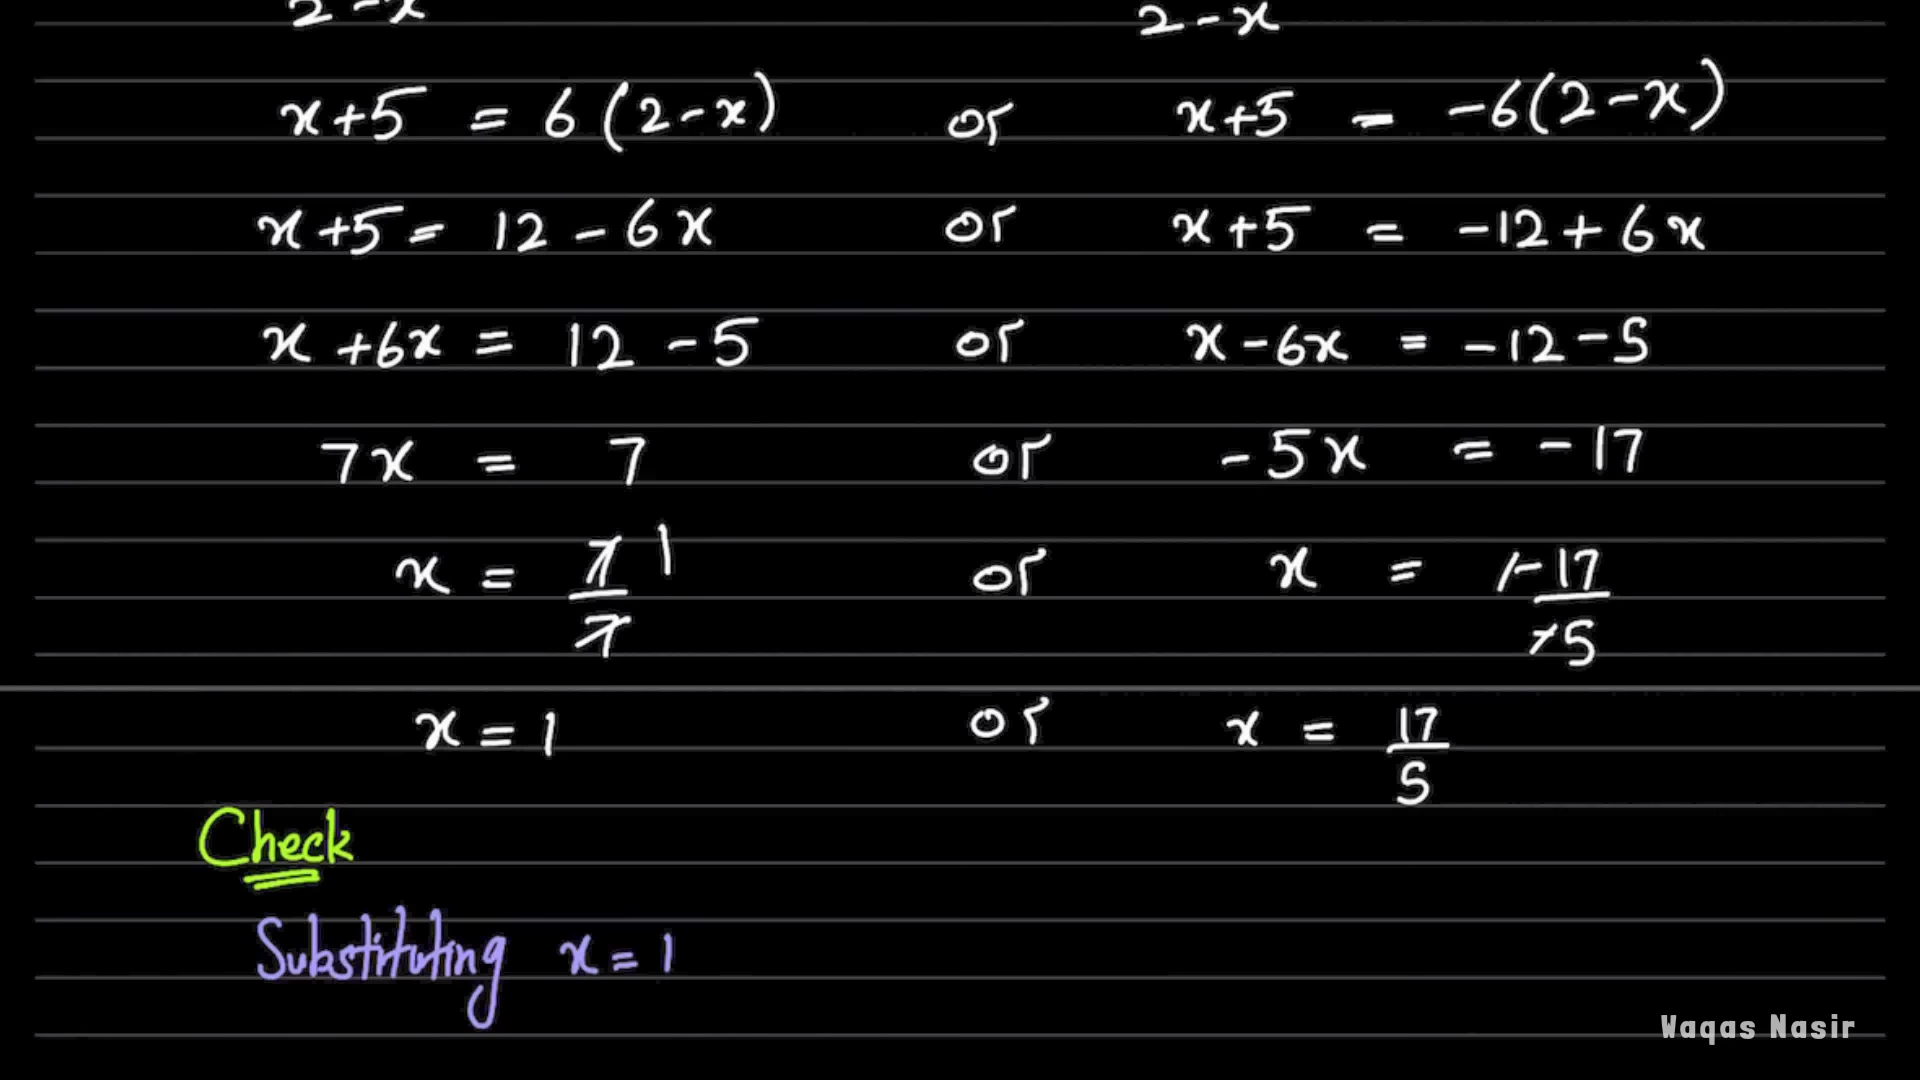 2-x 2-x
x+5 = 6(2-x) or x+5 = -6(2-x)
x+5 = 12-6x or x+5 = -12+6x
x+6x = 12-5 or x-6x = -12-5
7x = 7 or -5x = -17
x = 7/7 1 or x = -17/-5
x = 1 or x = 17/5
Check
Substituting x = 1
Waqas Nasir